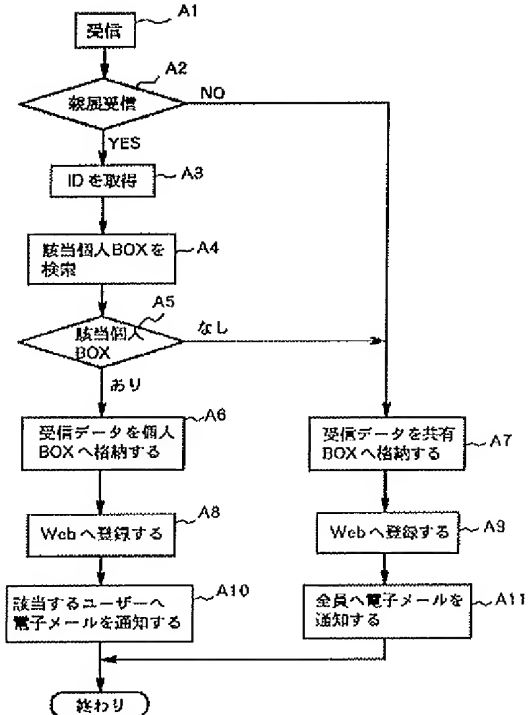 A1
受信
A2
親展受信
NO
YES
IDを取得
A3
該当個人BOXを
検索
A4
A5
該当個人
BOX
なし
あり
A6
受信データを個人
BOXへ格納する
受信データを共有
BOXへ格納する
A7
Webへ登録する
A8
Webへ登録する
A9
該当するユーザーへ
電子メールを通知する
A10
全員へ電子メールを
通知する
A11
終わり